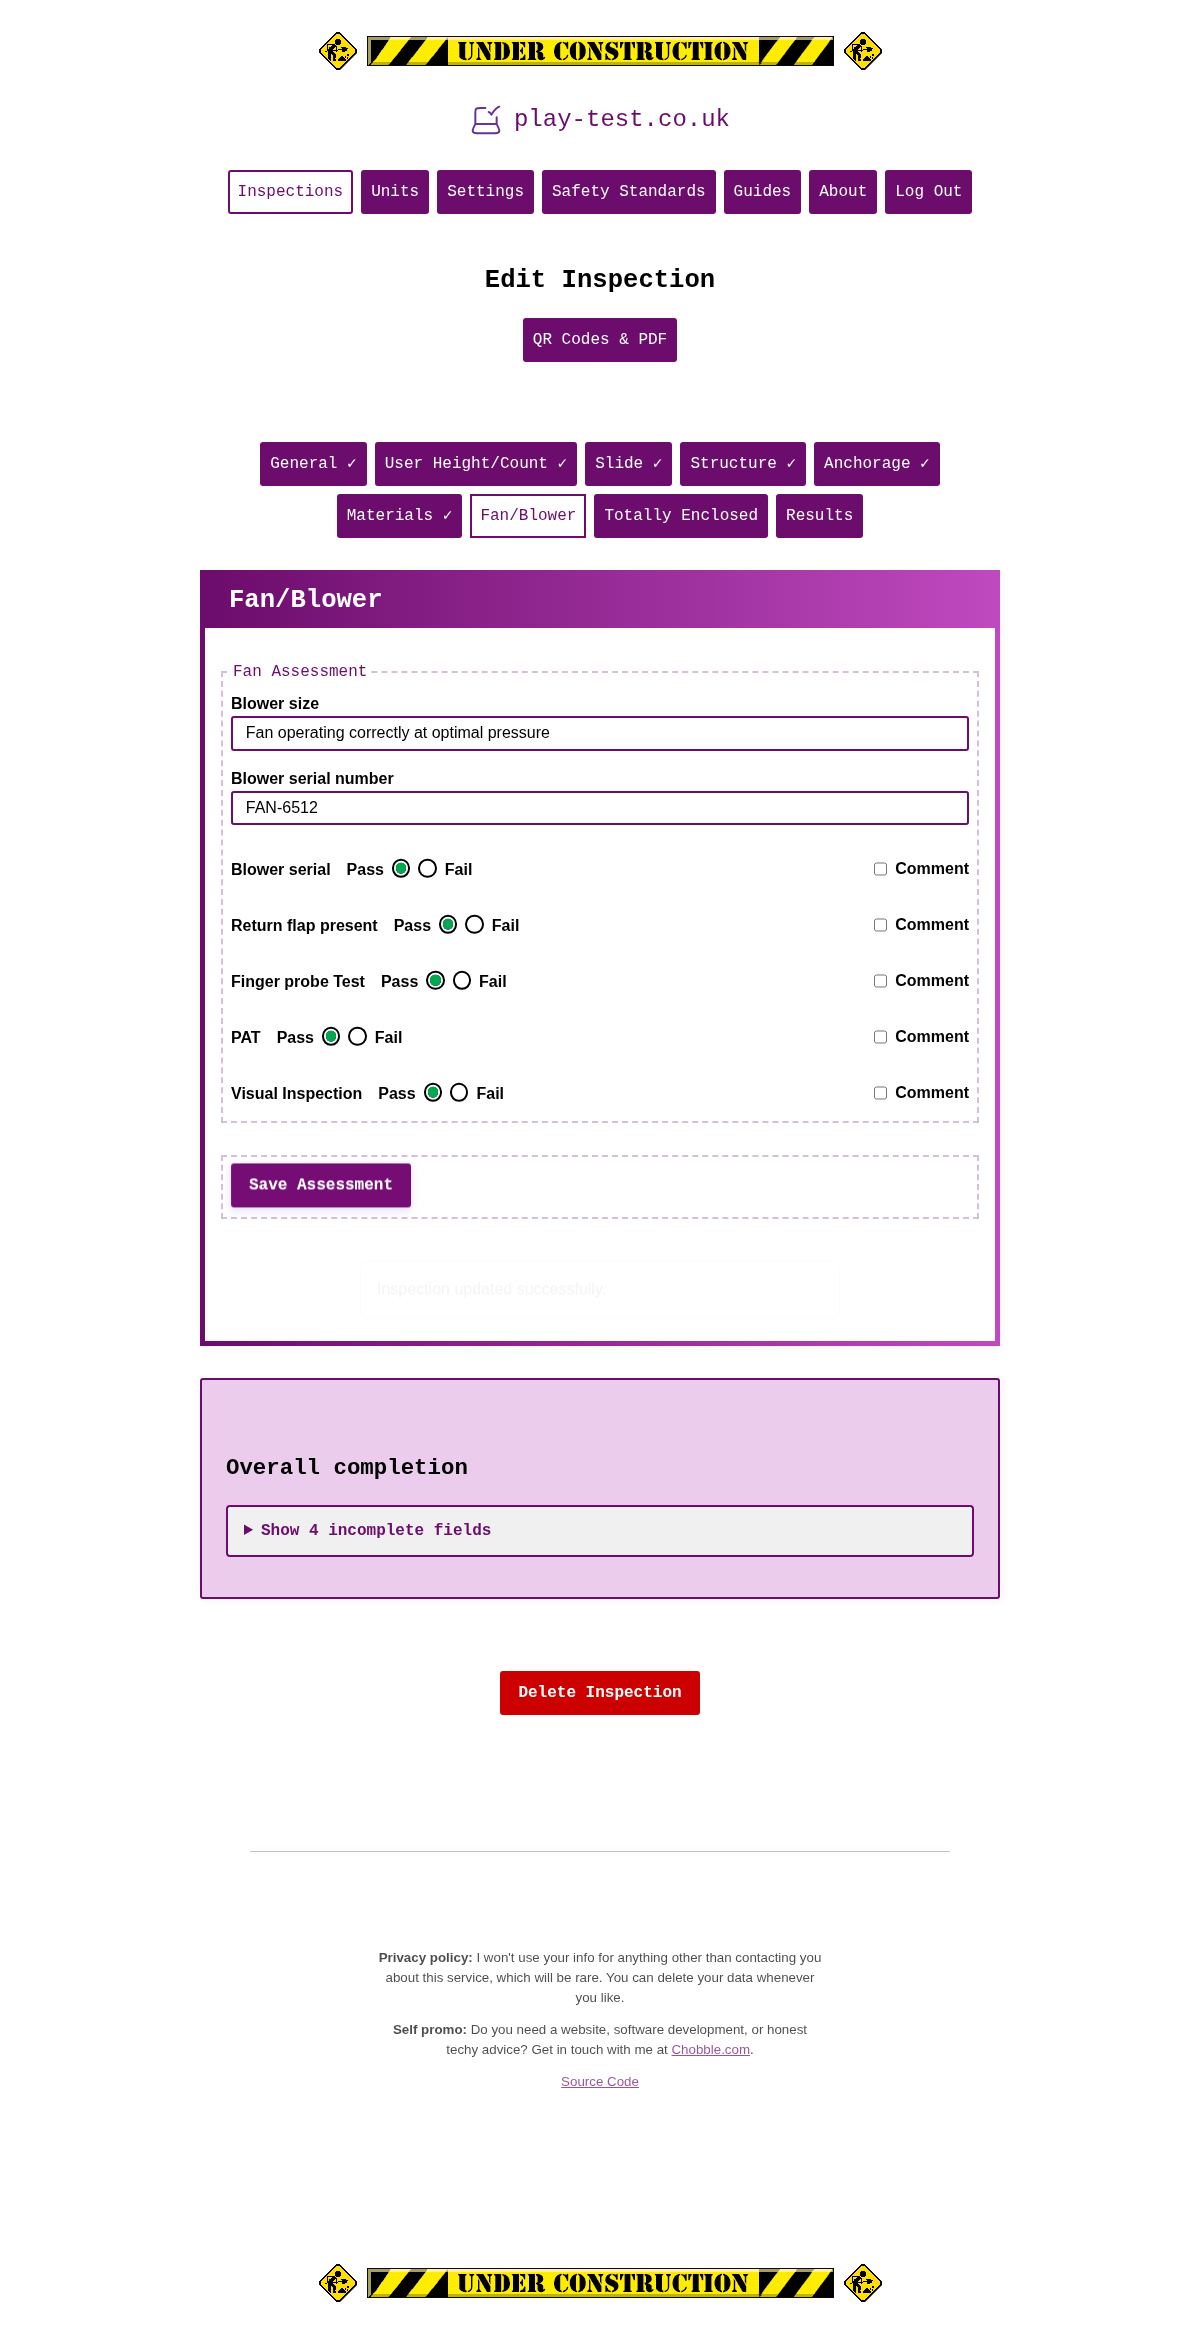 UNDER CONSTRUCTION
play-test.co.uk
Inspections Units Settings Safety Standards Guides About Log Out
Edit Inspection
QR Codes & PDF
General ✓ User Height/Count ✓ Slide ✓ Structure ✓ Anchorage ✓
Materials ✓ Fan/Blower Totally Enclosed Results
Fan/Blower
Fan Assessment
Blower size
Fan operating correctly at optimal pressure
Blower serial number
FAN-6512
Blower serial Pass Fail Comment
Return flap present Pass Fail Comment
Finger probe Test Pass Fail Comment
PAT Pass Fail Comment
Visual Inspection Pass Fail Comment
Save Assessment
Inspection updated successfully.
Overall completion
Show 4 incomplete fields
Delete Inspection
Privacy policy: I won't use your info for anything other than contacting you
about this service, which will be rare. You can delete your data whenever
you like.
Self promo: Do you need a website, software development, or honest
techy advice? Get in touch with me at Chobble.com.
Source Code
UNDER CONSTRUCTION